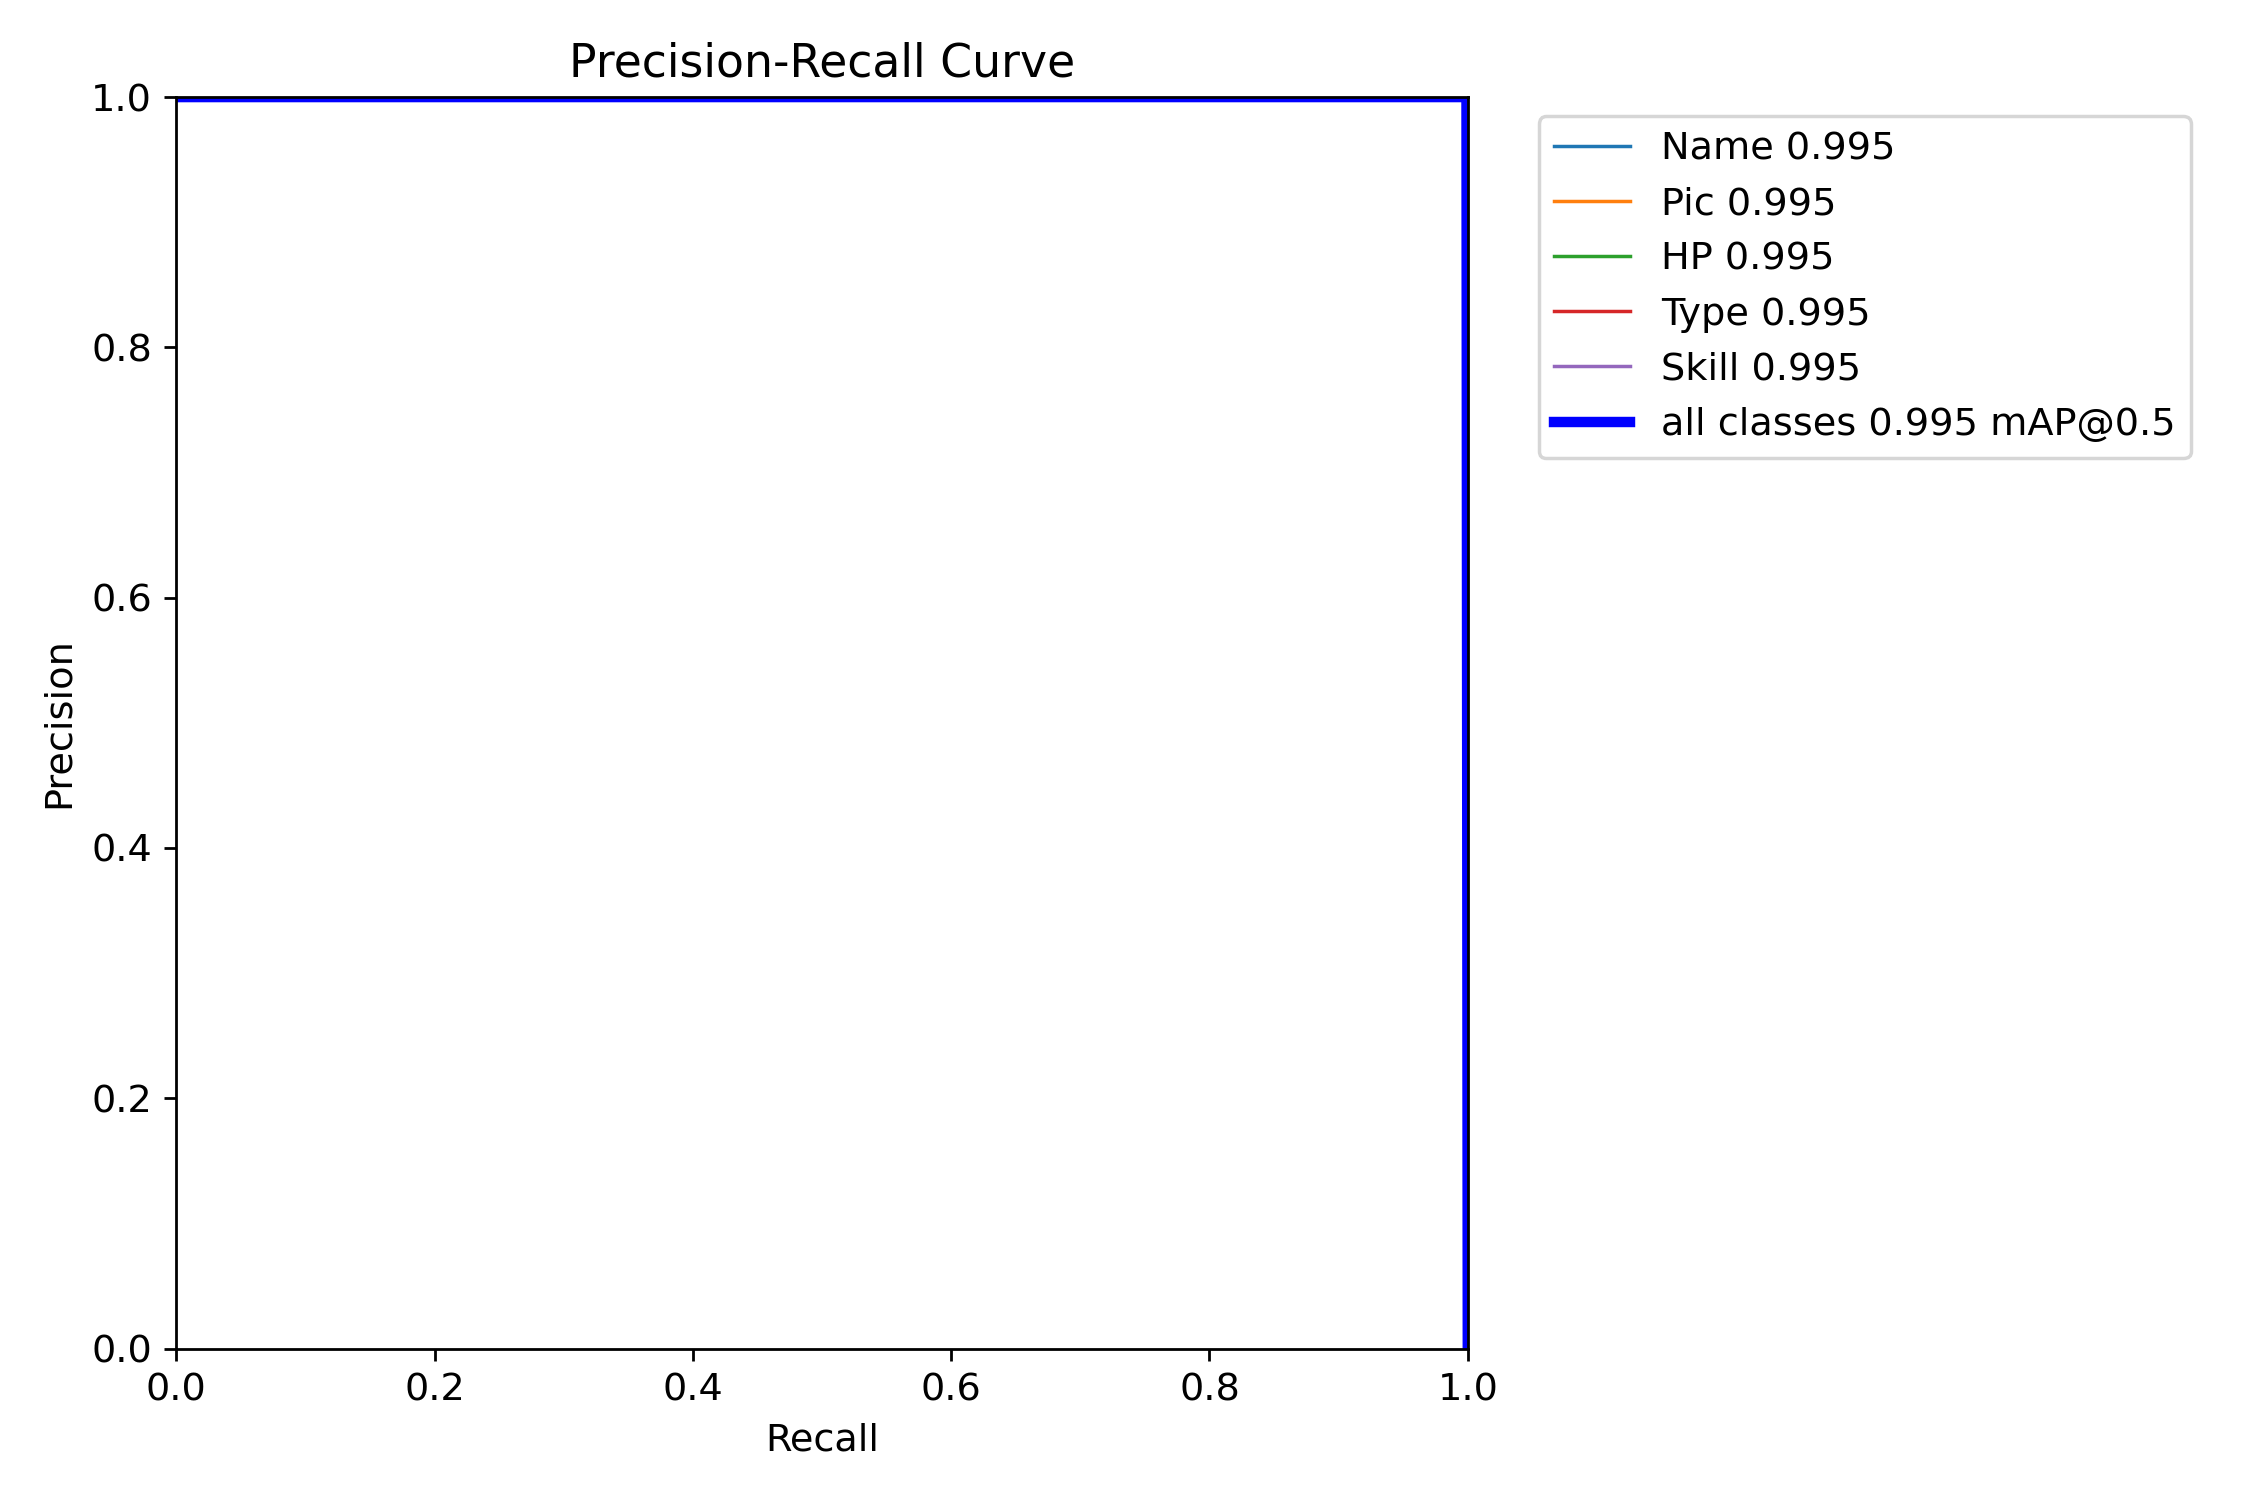 Precision-Recall Curve
1.0
0.8
0.6
0.4
0.2
0.0
Precision
0.0 0.2 0.4 0.6 0.8 1.0
Recall
Name 0.995
Pic 0.995
HP 0.995
Type 0.995
Skill 0.995
all classes 0.995 mAP@0.5